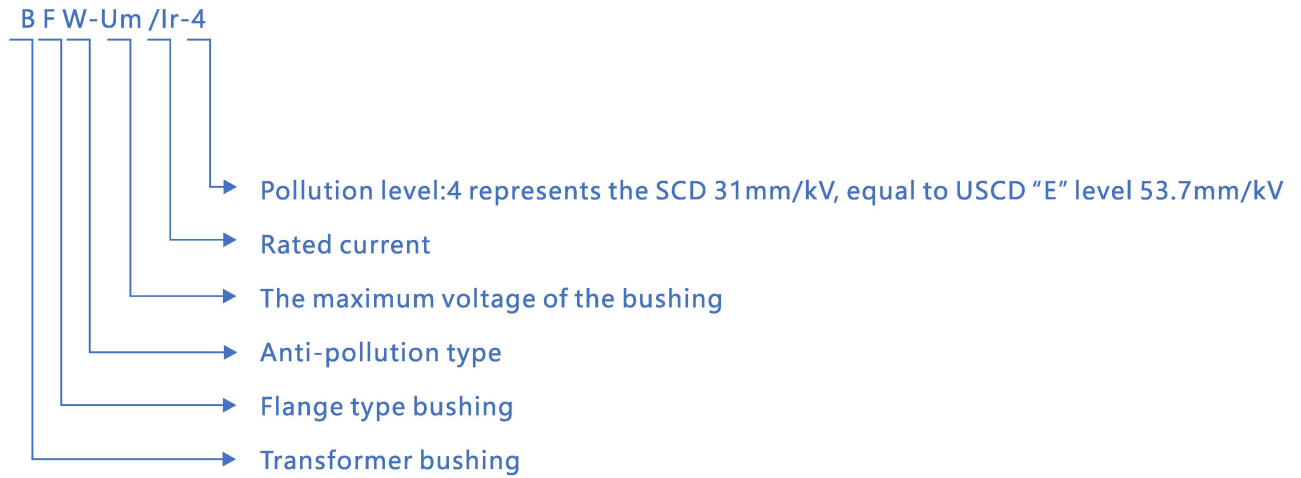 B F W-Um /Ir-4
Pollution level:4 represents the SCD 31mm/kV, equal to USCD “E” level 53.7mm/kV
Rated current
The maximum voltage of the bushing
Anti-pollution type
Flange type bushing
Transformer bushing